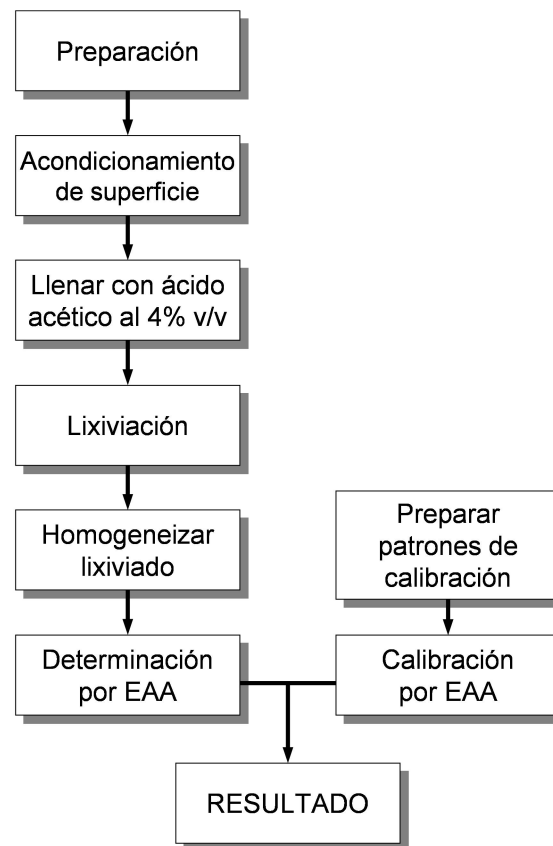 Preparación
Acondicionamiento
de superficie
Llenar con ácido
acético al 4% v/v
Lixiviación
Homogeneizar
lixiviado
Preparar
patrones de
calibración
Determinación
por EAA
Calibración
por EAA
RESULTADO